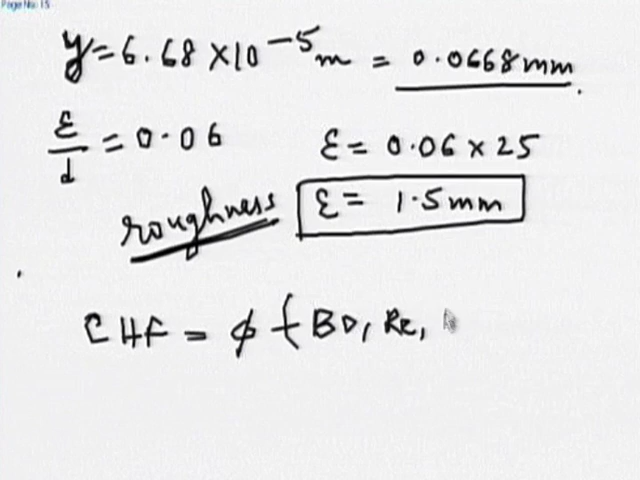 Page No: 15
y = 6.68 × 10⁻⁵ m = 0.0668 mm.
ε/d = 0.06 ε = 0.06 × 25
roughness ε = 1.5 mm
CHF = φ { BO, Re,